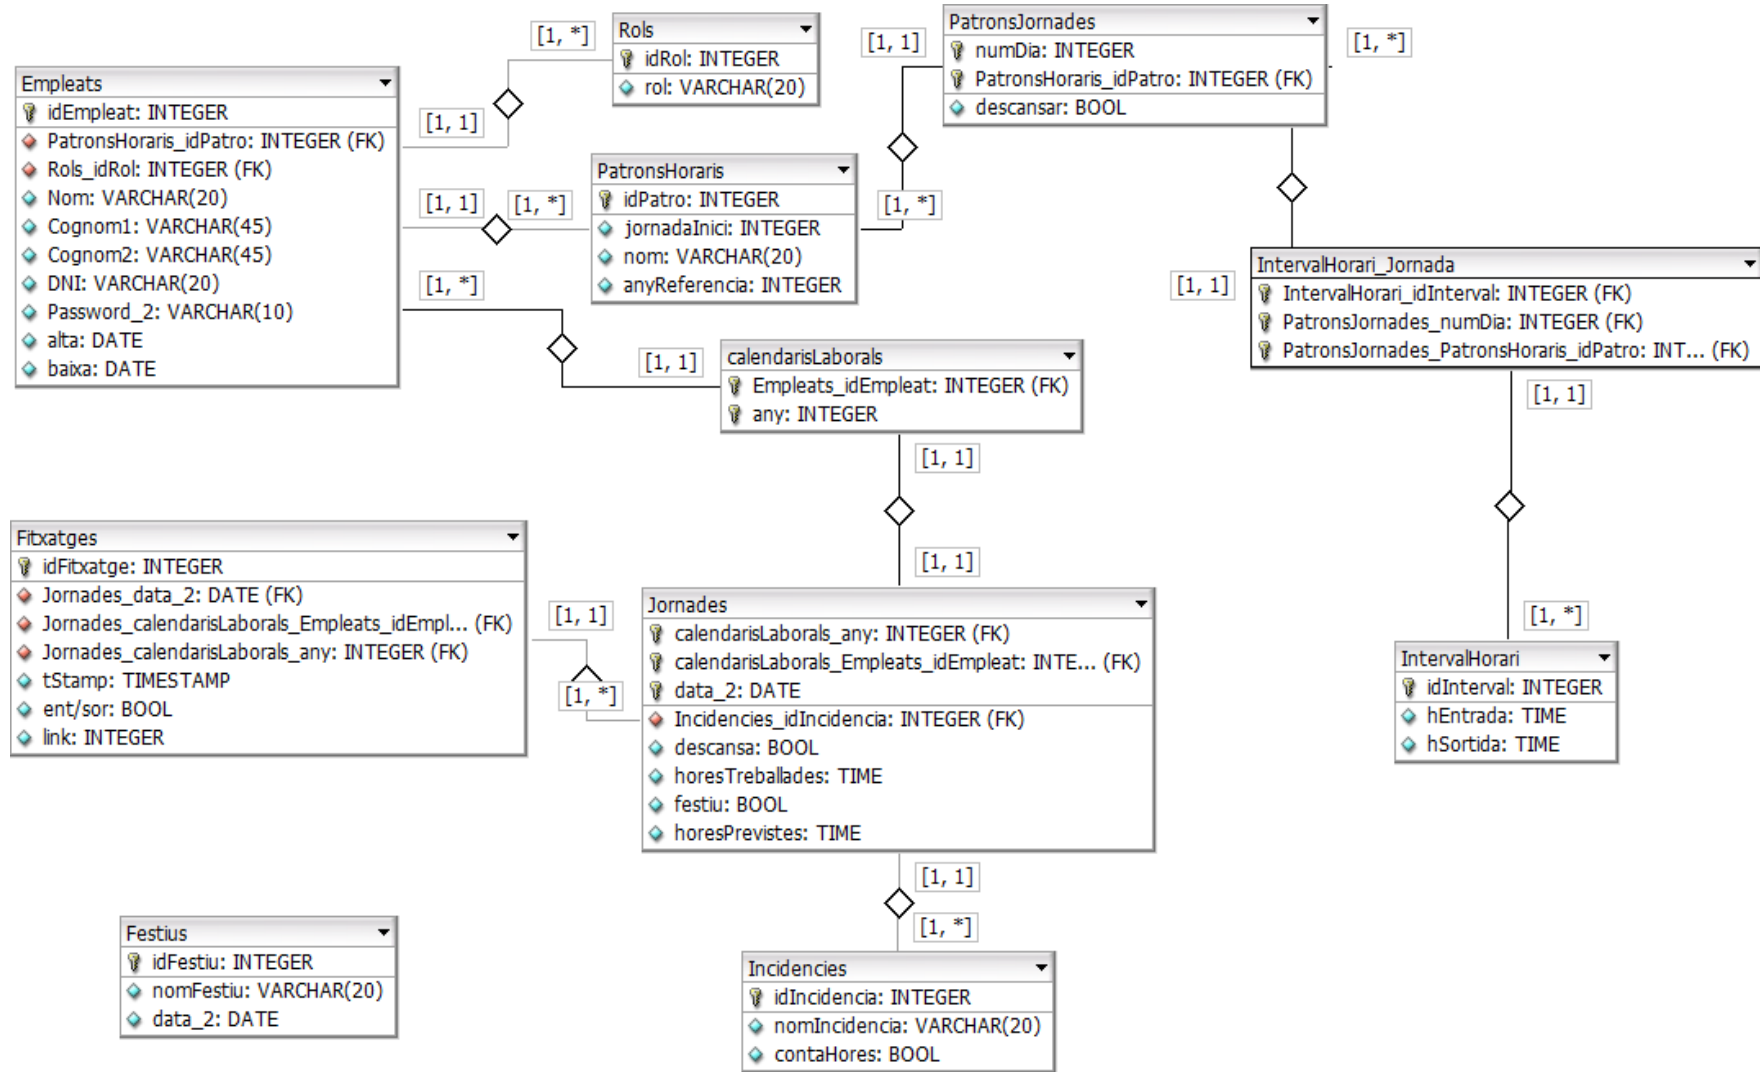 Empleats
idEmpleat: INTEGER
PatronsHoraris_idPatro: INTEGER (FK)
Rols_idRol: INTEGER (FK)
Nom: VARCHAR(20)
Cognom1: VARCHAR(45)
Cognom2: VARCHAR(45)
DNI: VARCHAR(20)
Password_2: VARCHAR(10)
alta: DATE
baixa: DATE
[1, *]
[1, 1]
Rols
idRol: INTEGER
rol: VARCHAR(20)
[1, 1]
[1, *]
PatronsHoraris
idPatro: INTEGER
jornadaInici: INTEGER
nom: VARCHAR(20)
anyReferencia: INTEGER
[1, 1]
[1, *]
PatronsJornades
numDia: INTEGER
PatronsHoraris_idPatro: INTEGER (FK)
descansar: BOOL
[1, *]
[1, 1]
IntervalHorari_Jornada
IntervalHorari_idInterval: INTEGER (FK)
PatronsJornades_numDia: INTEGER (FK)
PatronsJornades_PatronsHoraris_idPatro: INT... (FK)
[1, 1]
[1, *]
IntervalHorari
idInterval: INTEGER
hEntrada: TIME
hSortida: TIME
[1, *]
[1, 1]
calendarisLaborals
Empleats_idEmpleat: INTEGER (FK)
any: INTEGER
[1, 1]
[1, 1]
Fitxatges
idFitxatge: INTEGER
Jornades_data_2: DATE (FK)
Jornades_calendarisLaborals_Empleats_idEmpl... (FK)
Jornades_calendarisLaborals_any: INTEGER (FK)
tStamp: TIMESTAMP
ent/sor: BOOL
link: INTEGER
[1, 1]
[1, *]
Jornades
calendarisLaborals_any: INTEGER (FK)
calendarisLaborals_Empleats_idEmpleat: INTE... (FK)
data_2: DATE
Incidencies_idIncidencia: INTEGER (FK)
descansa: BOOL
horesTreballades: TIME
festiu: BOOL
horesPrevistes: TIME
[1, 1]
[1, *]
Festius
idFestiu: INTEGER
nomFestiu: VARCHAR(20)
data_2: DATE
Incidencies
idIncidencia: INTEGER
nomIncidencia: VARCHAR(20)
contaHores: BOOL